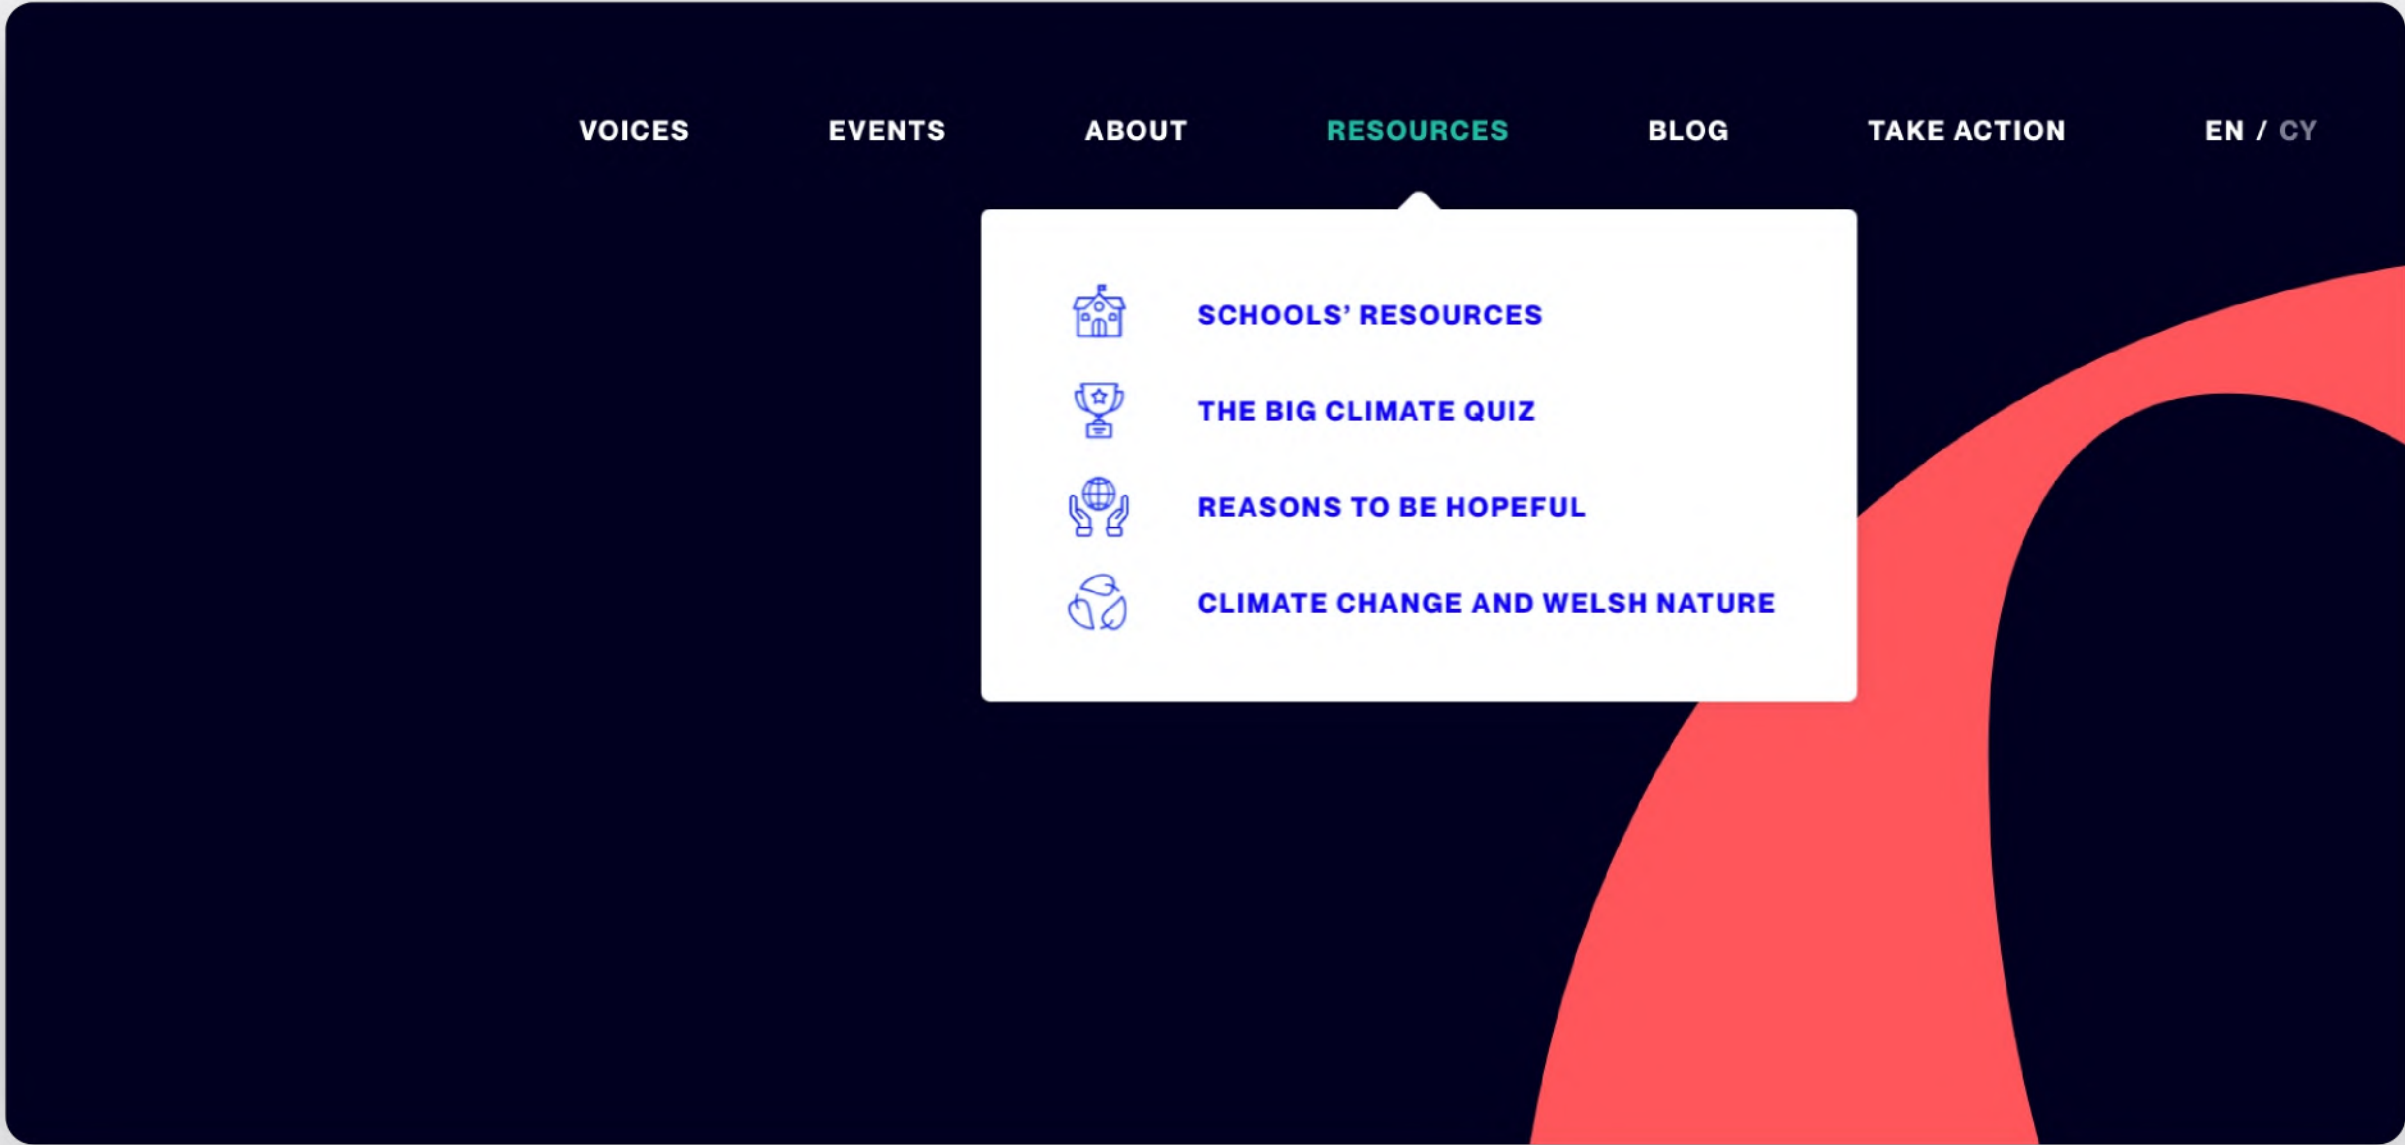 VOICES EVENTS ABOUT RESOURCES BLOG TAKE ACTION EN / CY
SCHOOLS’ RESOURCES
THE BIG CLIMATE QUIZ
REASONS TO BE HOPEFUL
CLIMATE CHANGE AND WELSH NATURE